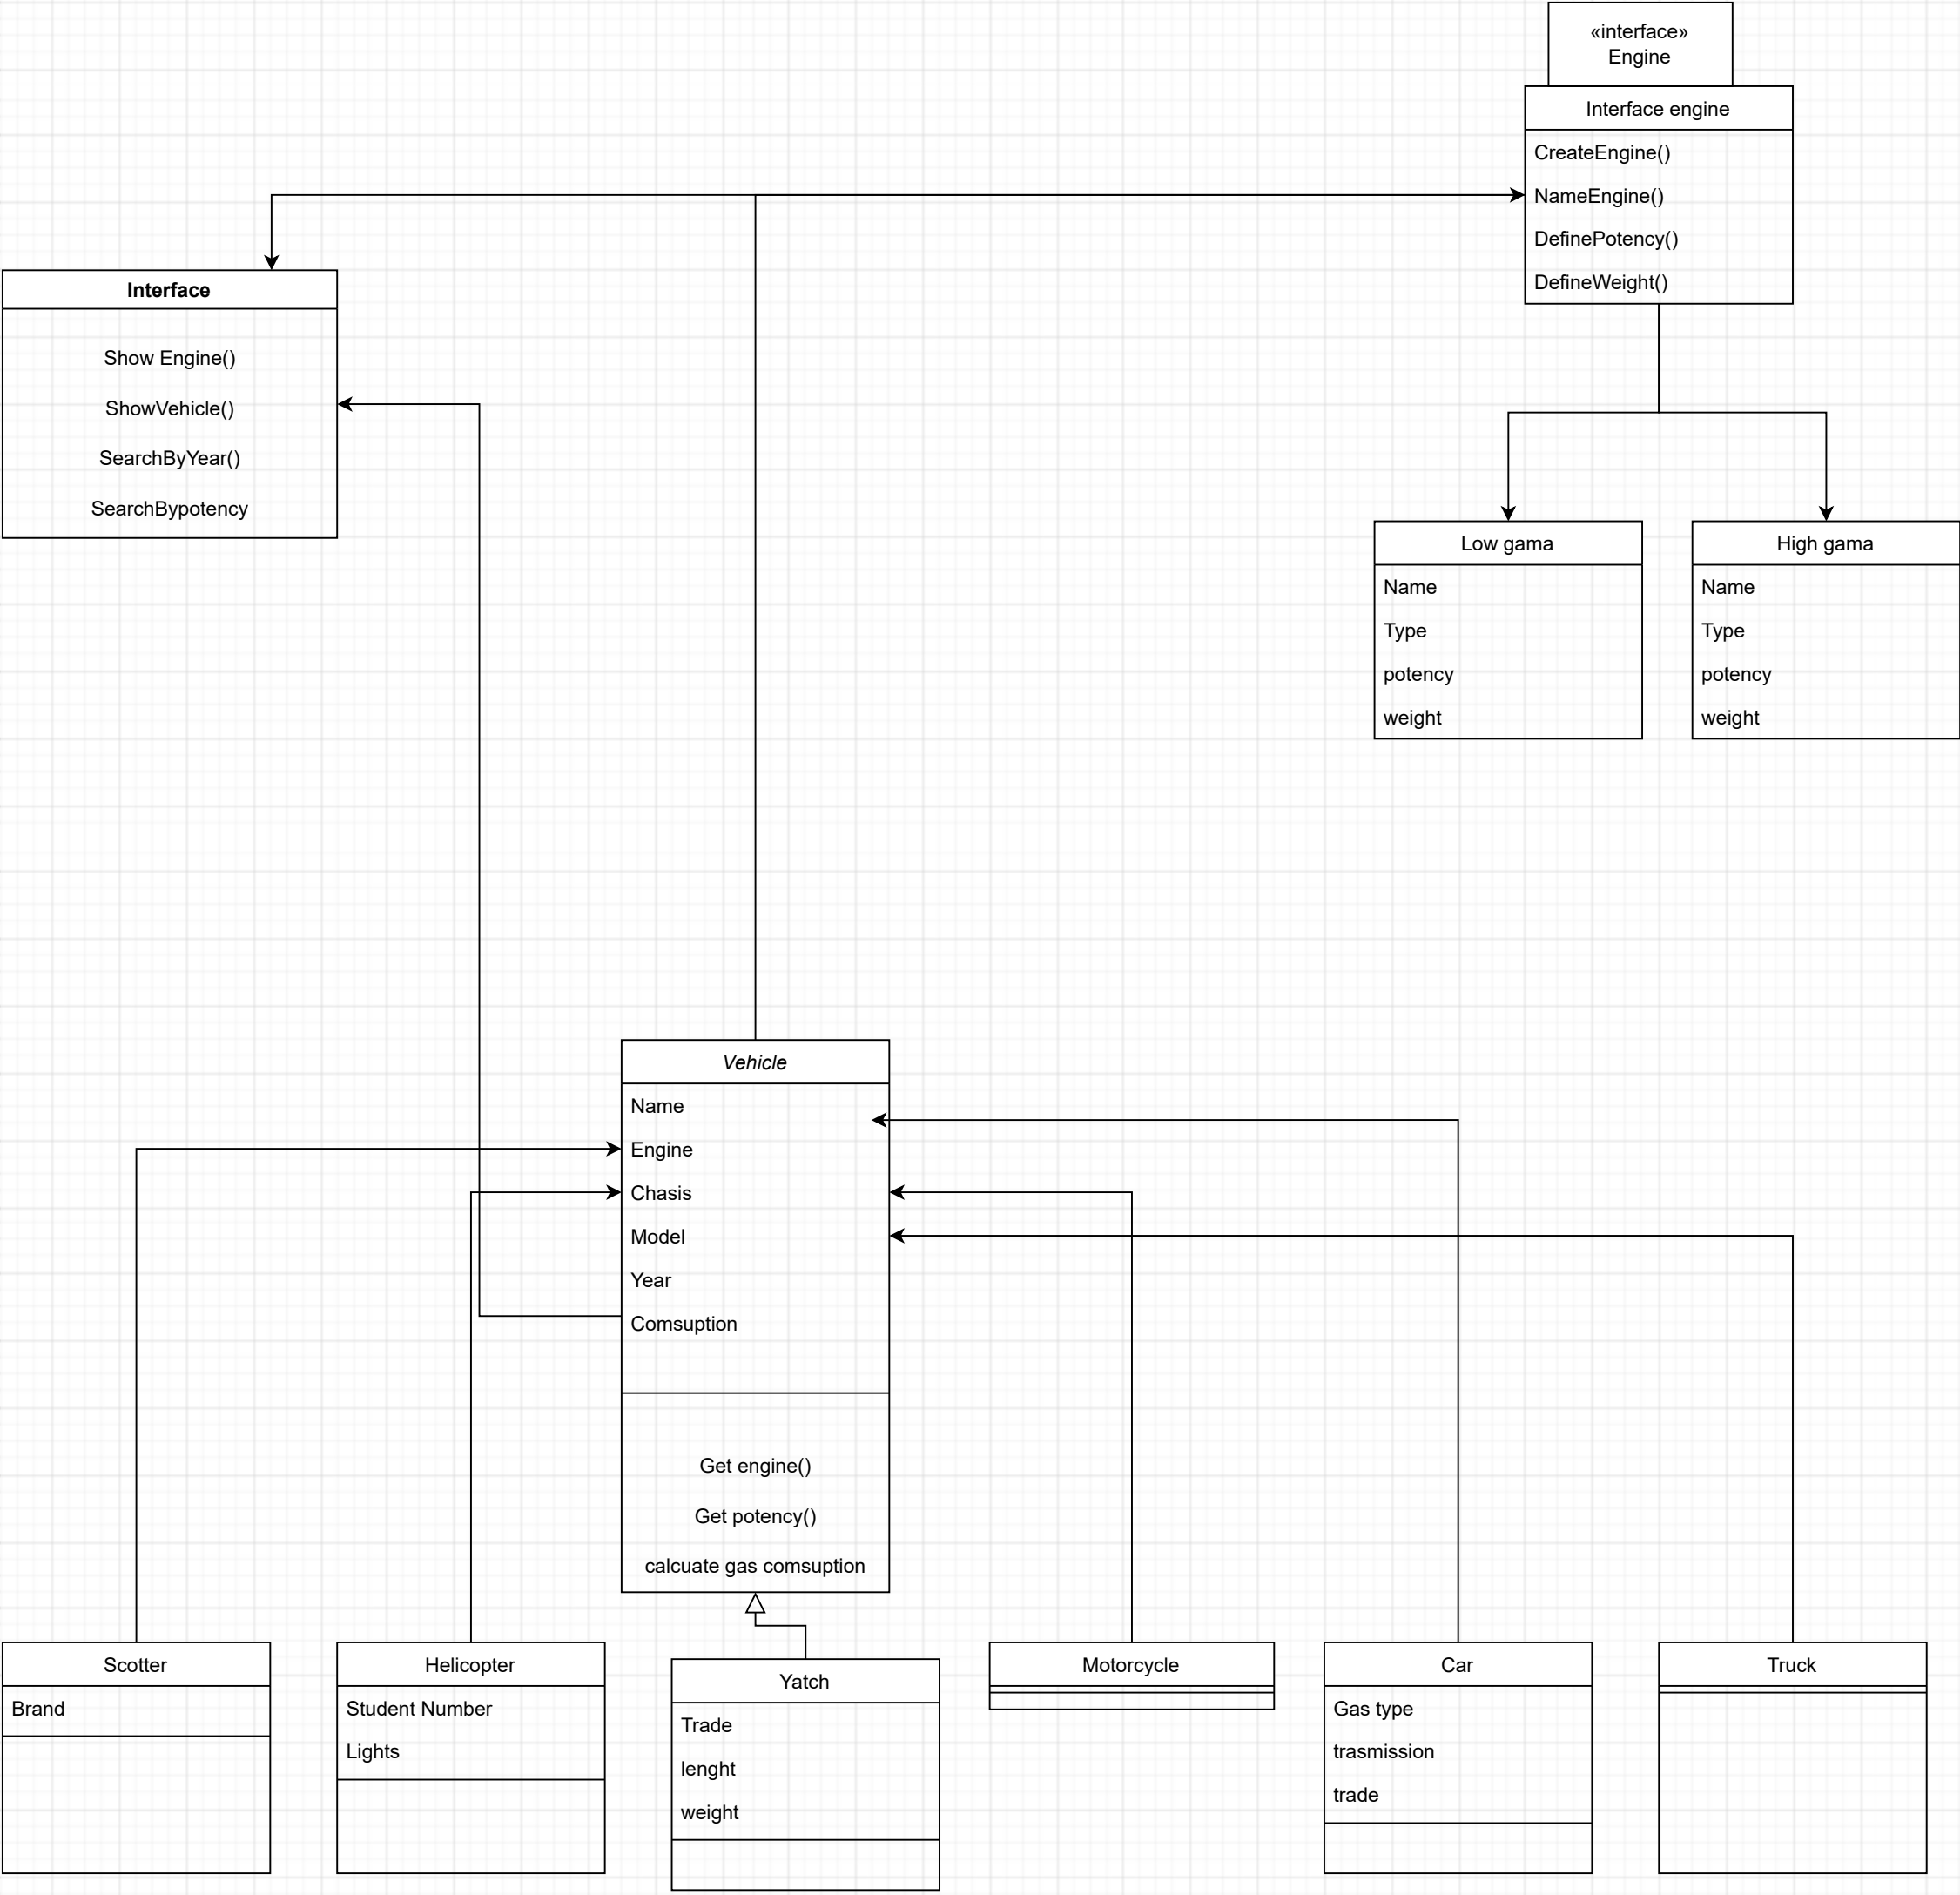 «interface»
Engine
Interface engine
CreateEngine()
NameEngine()
DefinePotency()
DefineWeight()
Interface
Show Engine()
ShowVehicle()
SearchByYear()
SearchBypotency
Low gama
Name
Type
potency
weight
High gama
Name
Type
potency
weight
Vehicle
Name
Engine
Chasis
Model
Year
Comsuption
Get engine()
Get potency()
calcuate gas comsuption
Scotter
Brand
Helicopter
Student Number
Lights
Yatch
Trade
lenght
weight
Motorcycle
Car
Gas type
trasmission
trade
Truck